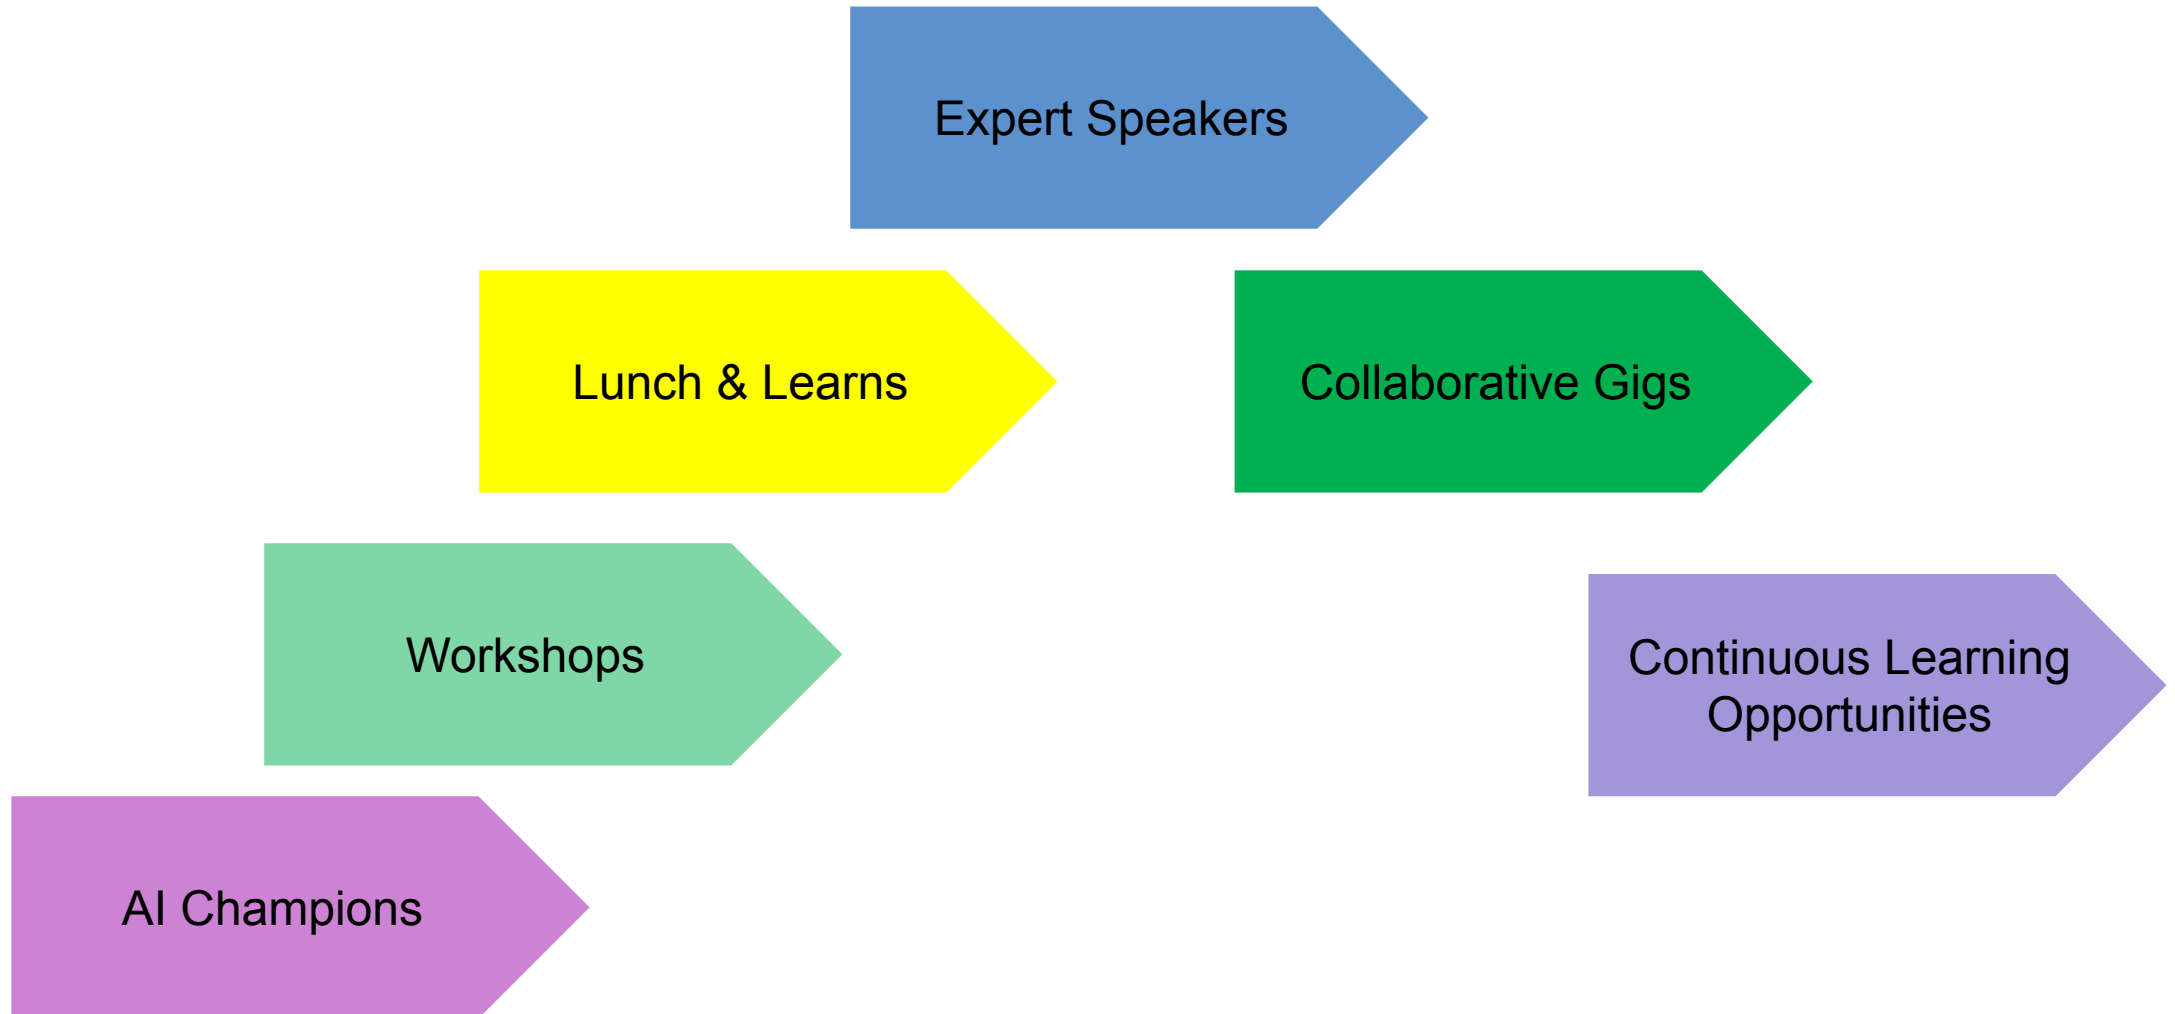 Expert Speakers
Lunch & Learns
Collaborative Gigs
Workshops
Continuous Learning
Opportunities
AI Champions